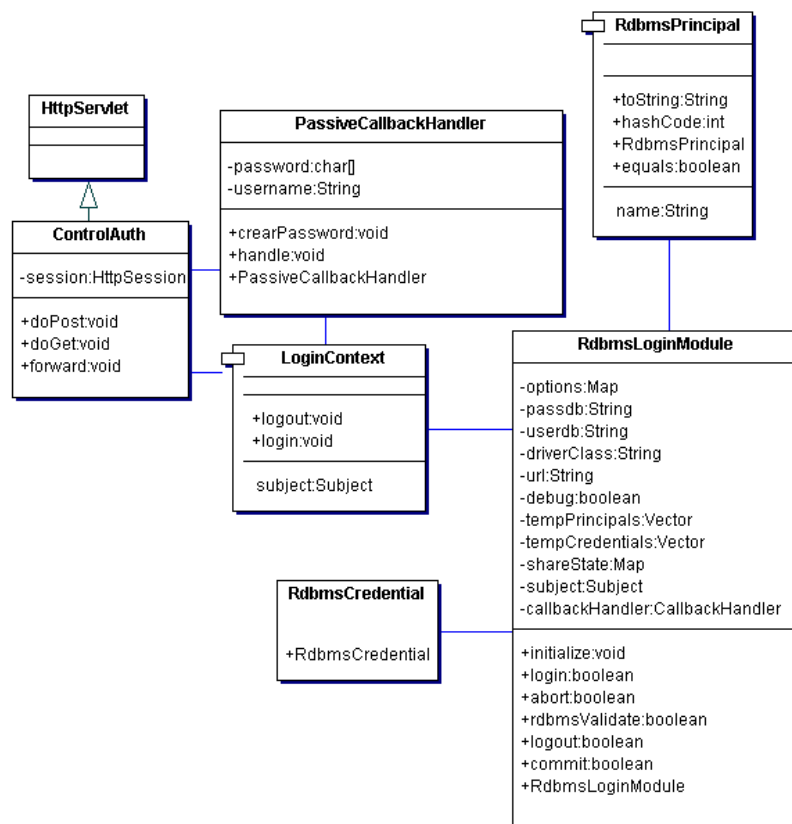 RdbmsPrincipal
+toString:String
+hashCode:int
+RdbmsPrincipal
+equals:boolean
name:String
HttpServlet
PassiveCallbackHandler
-password:char[]
-username:String
+crearPassword:void
+handle:void
+PassiveCallbackHandler
ControlAuth
-session:HttpSession
+doPost:void
+doGet:void
+forward:void
LoginContext
+logout:void
+login:void
subject:Subject
RdbmsLoginModule
-options:Map
-passdb:String
-userdb:String
-driverClass:String
-url:String
-debug:boolean
-tempPrincipals:Vector
-tempCredentials:Vector
-shareState:Map
-subject:Subject
-callbackHandler:CallbackHandler
+initialize:void
+login:boolean
+abort:boolean
+rdbmsValidate:boolean
+logout:boolean
+commit:boolean
+RdbmsLoginModule
RdbmsCredential
+RdbmsCredential